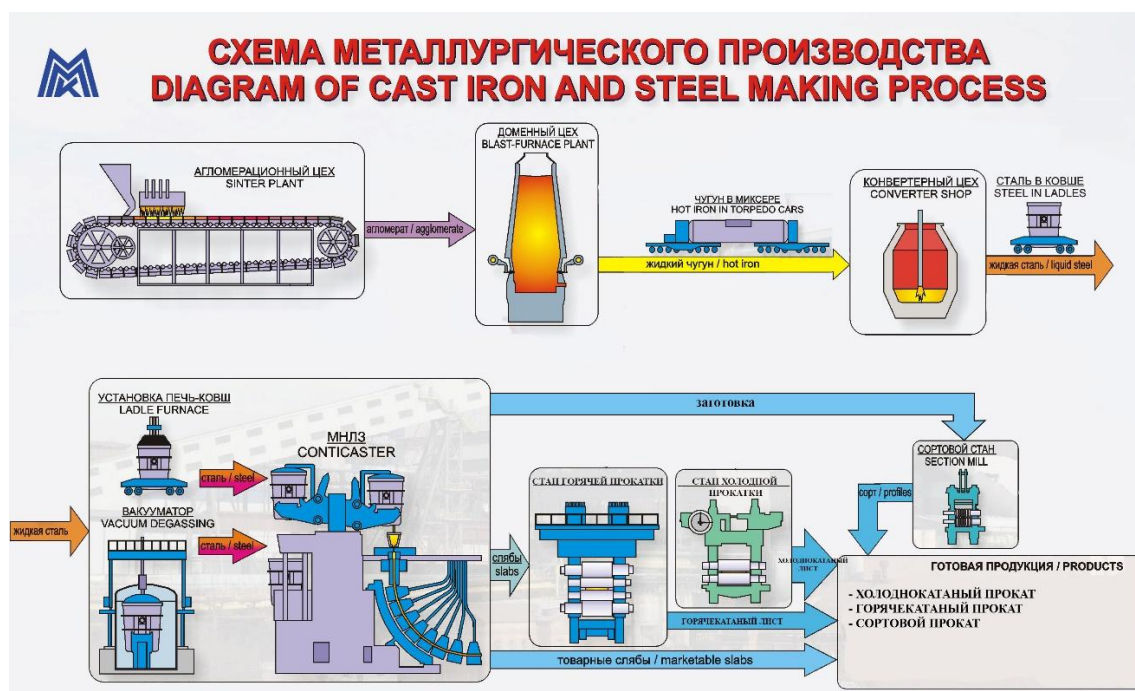 СХЕМА МЕТАЛЛУРГИЧЕСКОГО ПРОИЗВОДСТВА
DIAGRAM OF CAST IRON AND STEEL MAKING PROCESS
АГЛОМЕРАЦИОННЫЙ ЦЕХ
SINTER PLANT
агломерат / agglomerate
ДОМЕННЫЙ ЦЕХ
BLAST-FURNACE PLANT
ЧУГУН В МИКСЕРЕ
HOT IRON IN TORPEDO CARS
жидкий чугун / hot iron
КОНВЕРТЕРНЫЙ ЦЕХ
CONVERTER SHOP
СТАЛЬ В КОВШЕ
STEEL IN LADLES
жидкая сталь / liquid steel
жидкая сталь
УСТАНОВКА ПЕЧЬ-КОВШ
LADLE FURNACE
сталь / steel
ВАКУУМАТОР
VACUUM DEGASSING
сталь / steel
МНЛЗ
CONTICASTER
заготовка
слябы
slabs
СТАН ГОРЯЧЕЙ ПРОКАТКИ
СТАН ХОЛОДНОЙ
ПРОКАТКИ
СОРТОВОЙ СТАН
SECTION MILL
сорт / profiles
ХОЛОДНОКАТАНЫЙ
ЛИСТ
ГОРЯЧЕКАТАНЫЙ ЛИСТ
товарные слябы / marketable slabs
ГОТОВАЯ ПРОДУКЦИЯ / PRODUCTS
- ХОЛОДНОКАТАНЫЙ ПРОКАТ
- ГОРЯЧЕКАТАНЫЙ ПРОКАТ
- СОРТОВОЙ ПРОКАТ